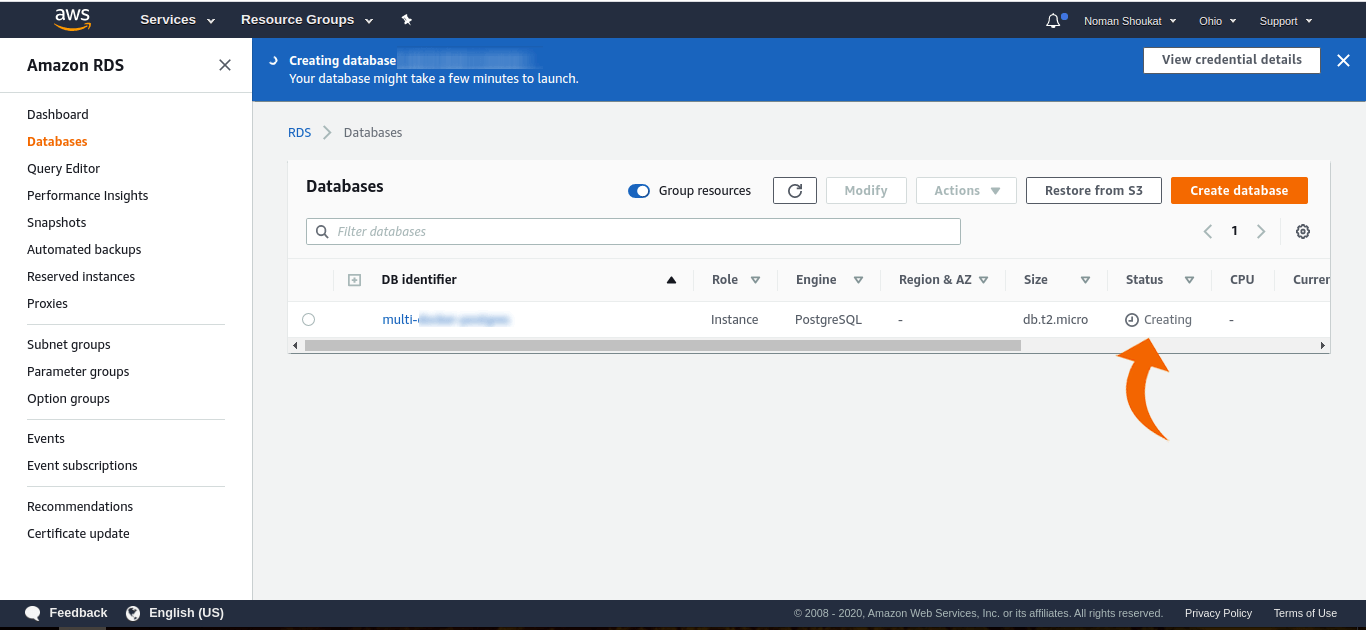 aws Services Resource Groups Noman Shoukat Ohio Support
Amazon RDS
Dashboard
Databases
Query Editor
Performance Insights
Snapshots
Automated backups
Reserved instances
Proxies
Subnet groups
Parameter groups
Option groups
Events
Event subscriptions
Recommendations
Certificate update
Creating database
Your database might take a few minutes to launch.
View credential details
RDS Databases
Databases Group resources Modify Actions Restore from S3 Create database
Filter databases 1
DB identifier Role Engine Region & AZ Size Status CPU Curren
multi- Instance PostgreSQL - db.t2.micro Creating -
Feedback English (US) © 2008 - 2020, Amazon Web Services, Inc. or its affiliates. All rights reserved. Privacy Policy Terms of Use